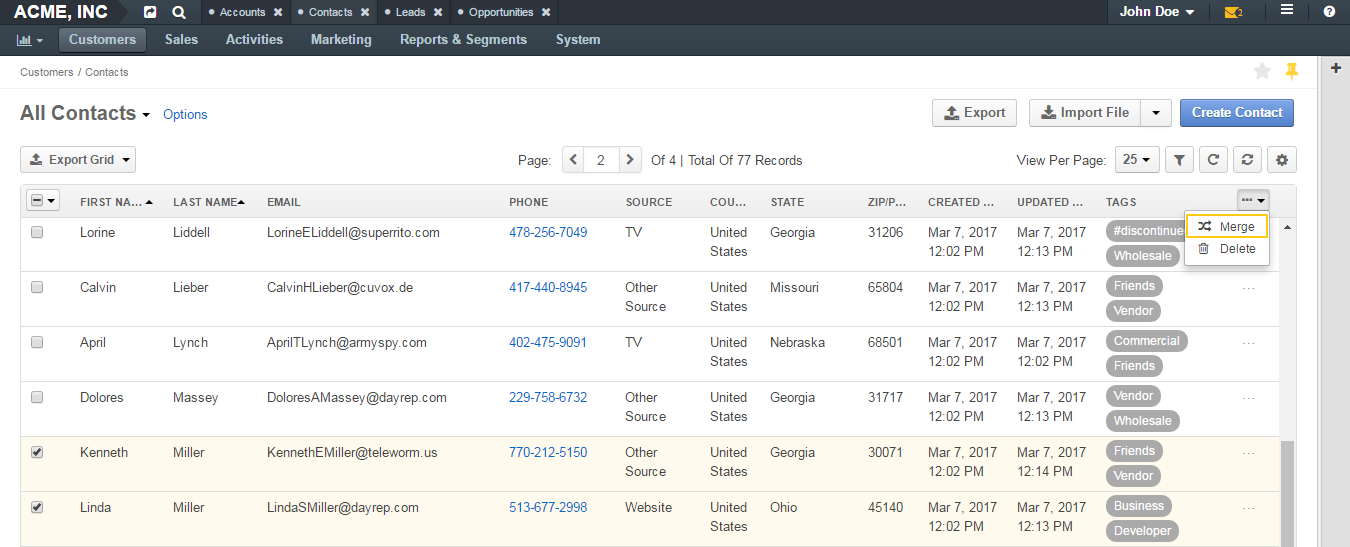 ACME, INC Accounts Contacts Leads Opportunities John Doe 2
Customers Sales Activities Marketing Reports & Segments System
Customers / Contacts
All Contacts Options Export Import File Create Contact
Export Grid Page: 2 Of 4 | Total Of 77 Records View Per Page: 25
FIRST NA... LAST NAME EMAIL PHONE SOURCE COU... STATE ZIP/P... CREATED ... UPDATED ... TAGS
Merge
Delete
Lorine Liddell LorineELiddell@superrito.com 478-256-7049 TV United Georgia 31206 Mar 7, 2017 Mar 7, 2017 #discontinue
States 12:02 PM 12:13 PM Wholesale
Calvin Lieber CalvinHLieber@cuvox.de 417-440-8945 Other United Missouri 65804 Mar 7, 2017 Mar 7, 2017 Friends ...
Source States 12:02 PM 12:13 PM Vendor
April Lynch AprilTLynch@armyspy.com 402-475-9091 TV United Nebraska 68501 Mar 7, 2017 Mar 7, 2017 Commercial ...
States 12:02 PM 12:02 PM Friends
Dolores Massey DoloresAMassey@dayrep.com 229-758-6732 Other United Georgia 31717 Mar 7, 2017 Mar 7, 2017 Vendor ...
Source States 12:02 PM 12:13 PM Wholesale
Kenneth Miller KennethEMiller@teleworm.us 770-212-5150 Other United Georgia 30071 Mar 7, 2017 Mar 7, 2017 Friends ...
Source States 12:02 PM 12:14 PM Vendor
Linda Miller LindaSMiller@dayrep.com 513-677-2998 Website United Ohio 45140 Mar 7, 2017 Mar 7, 2017 Business ...
States 12:02 PM 12:13 PM Developer